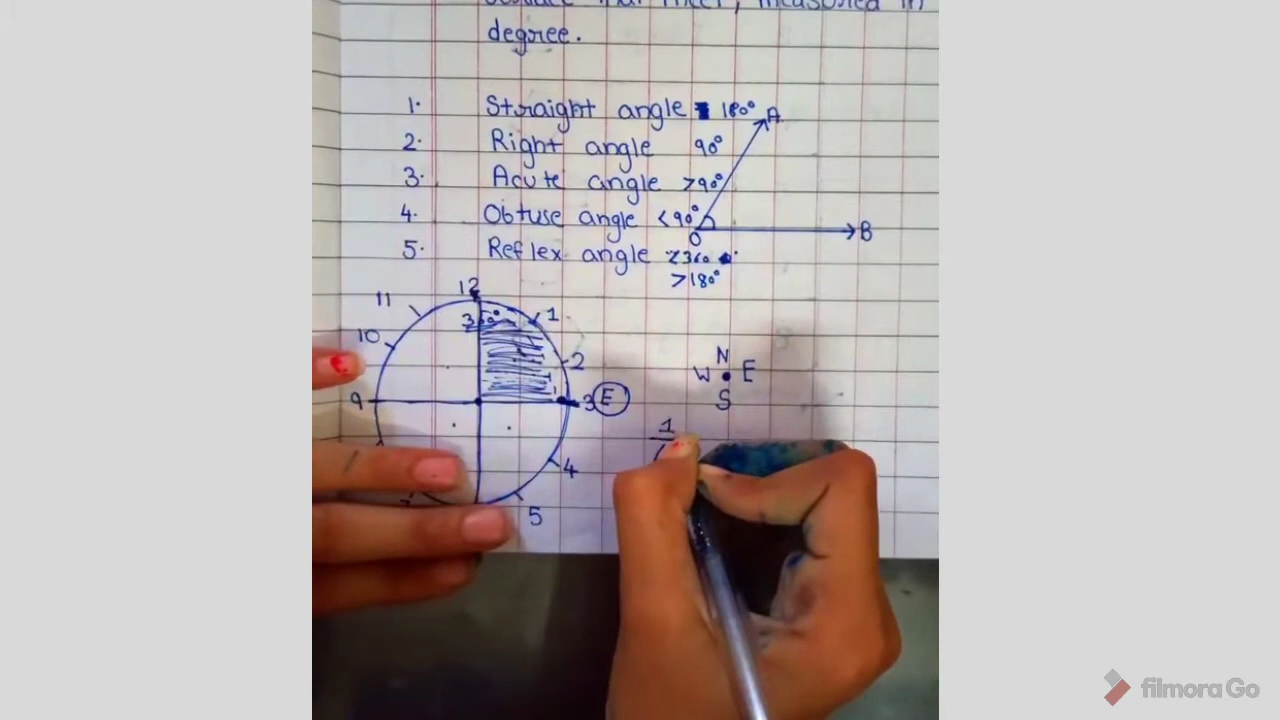 degree.
1. Straight angle 180° A
2. Right angle 90°
3. Acute angle >90°
4. Obtuse angle <90°
O B
5. Reflex angle
>180°
12
11 360° 1
10 2
N
W E
S
9 3 E
1
4
5
filmora Go